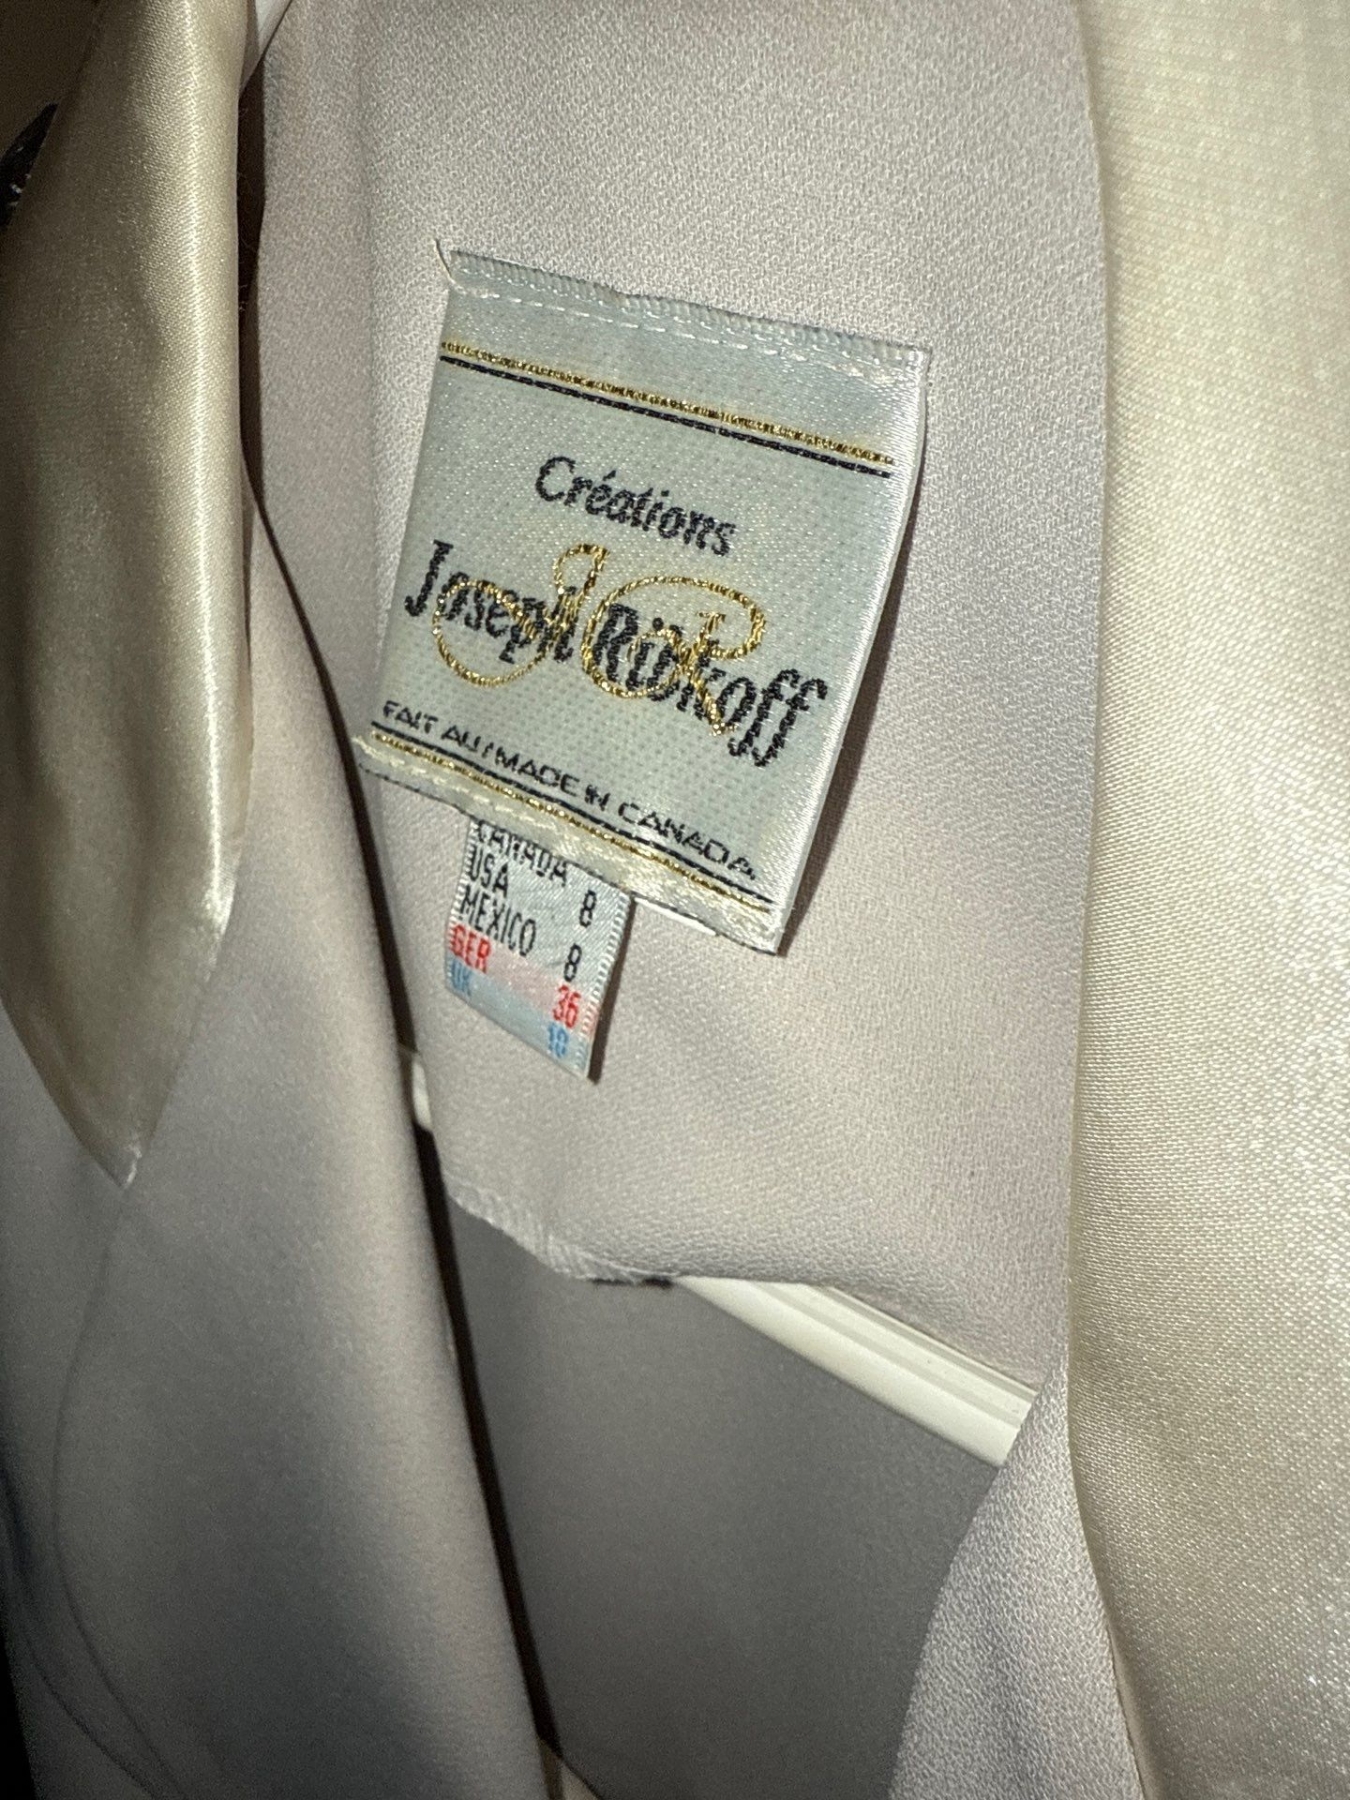 Créations
Joseph Ribkoff
FAIT AU/MADE IN CANADA
CANADA
USA 8
MEXICO 8
GER 36
UK 10